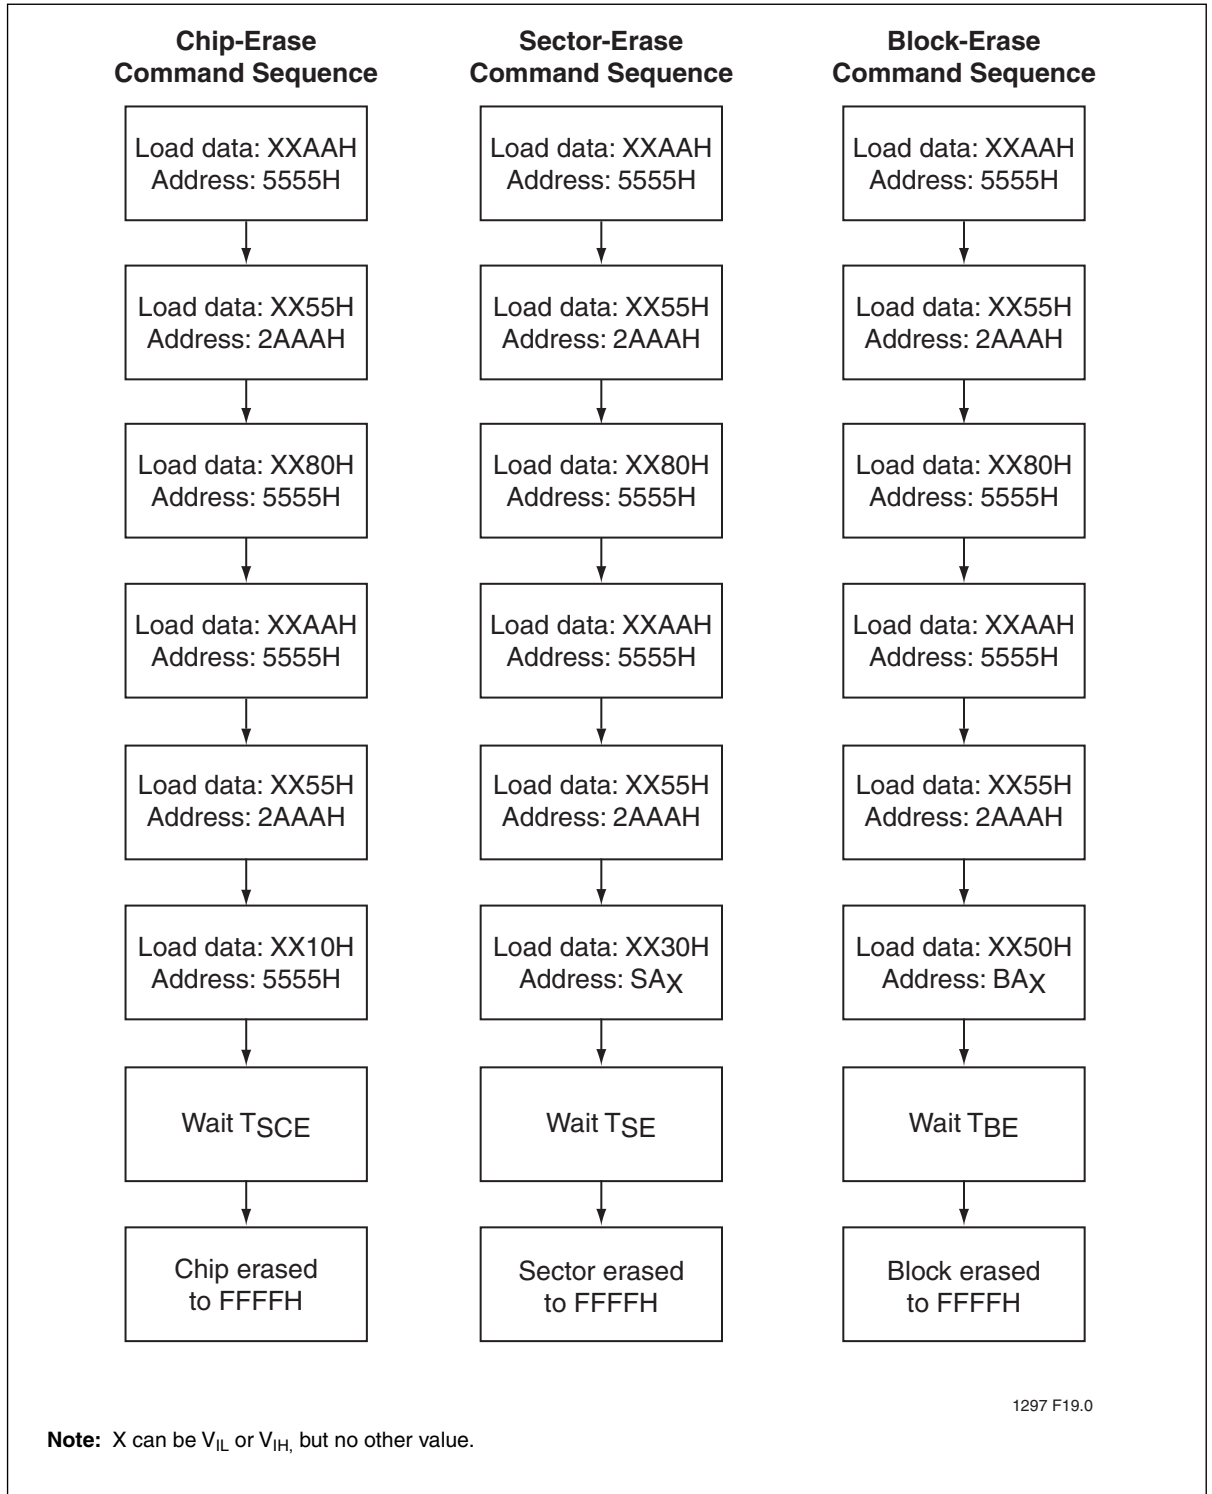 Chip-Erase
Command Sequence
Load data: XXAAH
Address: 5555H
Load data: XX55H
Address: 2AAAH
Load data: XX80H
Address: 5555H
Load data: XXAAH
Address: 5555H
Load data: XX55H
Address: 2AAAH
Load data: XX10H
Address: 5555H
Wait TSCE
Chip erased
to FFFFH
Sector-Erase
Command Sequence
Load data: XXAAH
Address: 5555H
Load data: XX55H
Address: 2AAAH
Load data: XX80H
Address: 5555H
Load data: XXAAH
Address: 5555H
Load data: XX55H
Address: 2AAAH
Load data: XX30H
Address: SAX
Wait TSE
Sector erased
to FFFFH
Block-Erase
Command Sequence
Load data: XXAAH
Address: 5555H
Load data: XX55H
Address: 2AAAH
Load data: XX80H
Address: 5555H
Load data: XXAAH
Address: 5555H
Load data: XX55H
Address: 2AAAH
Load data: XX50H
Address: BAX
Wait TBE
Block erased
to FFFFH
1297 F19.0
Note: X can be VIL or VIH, but no other value.